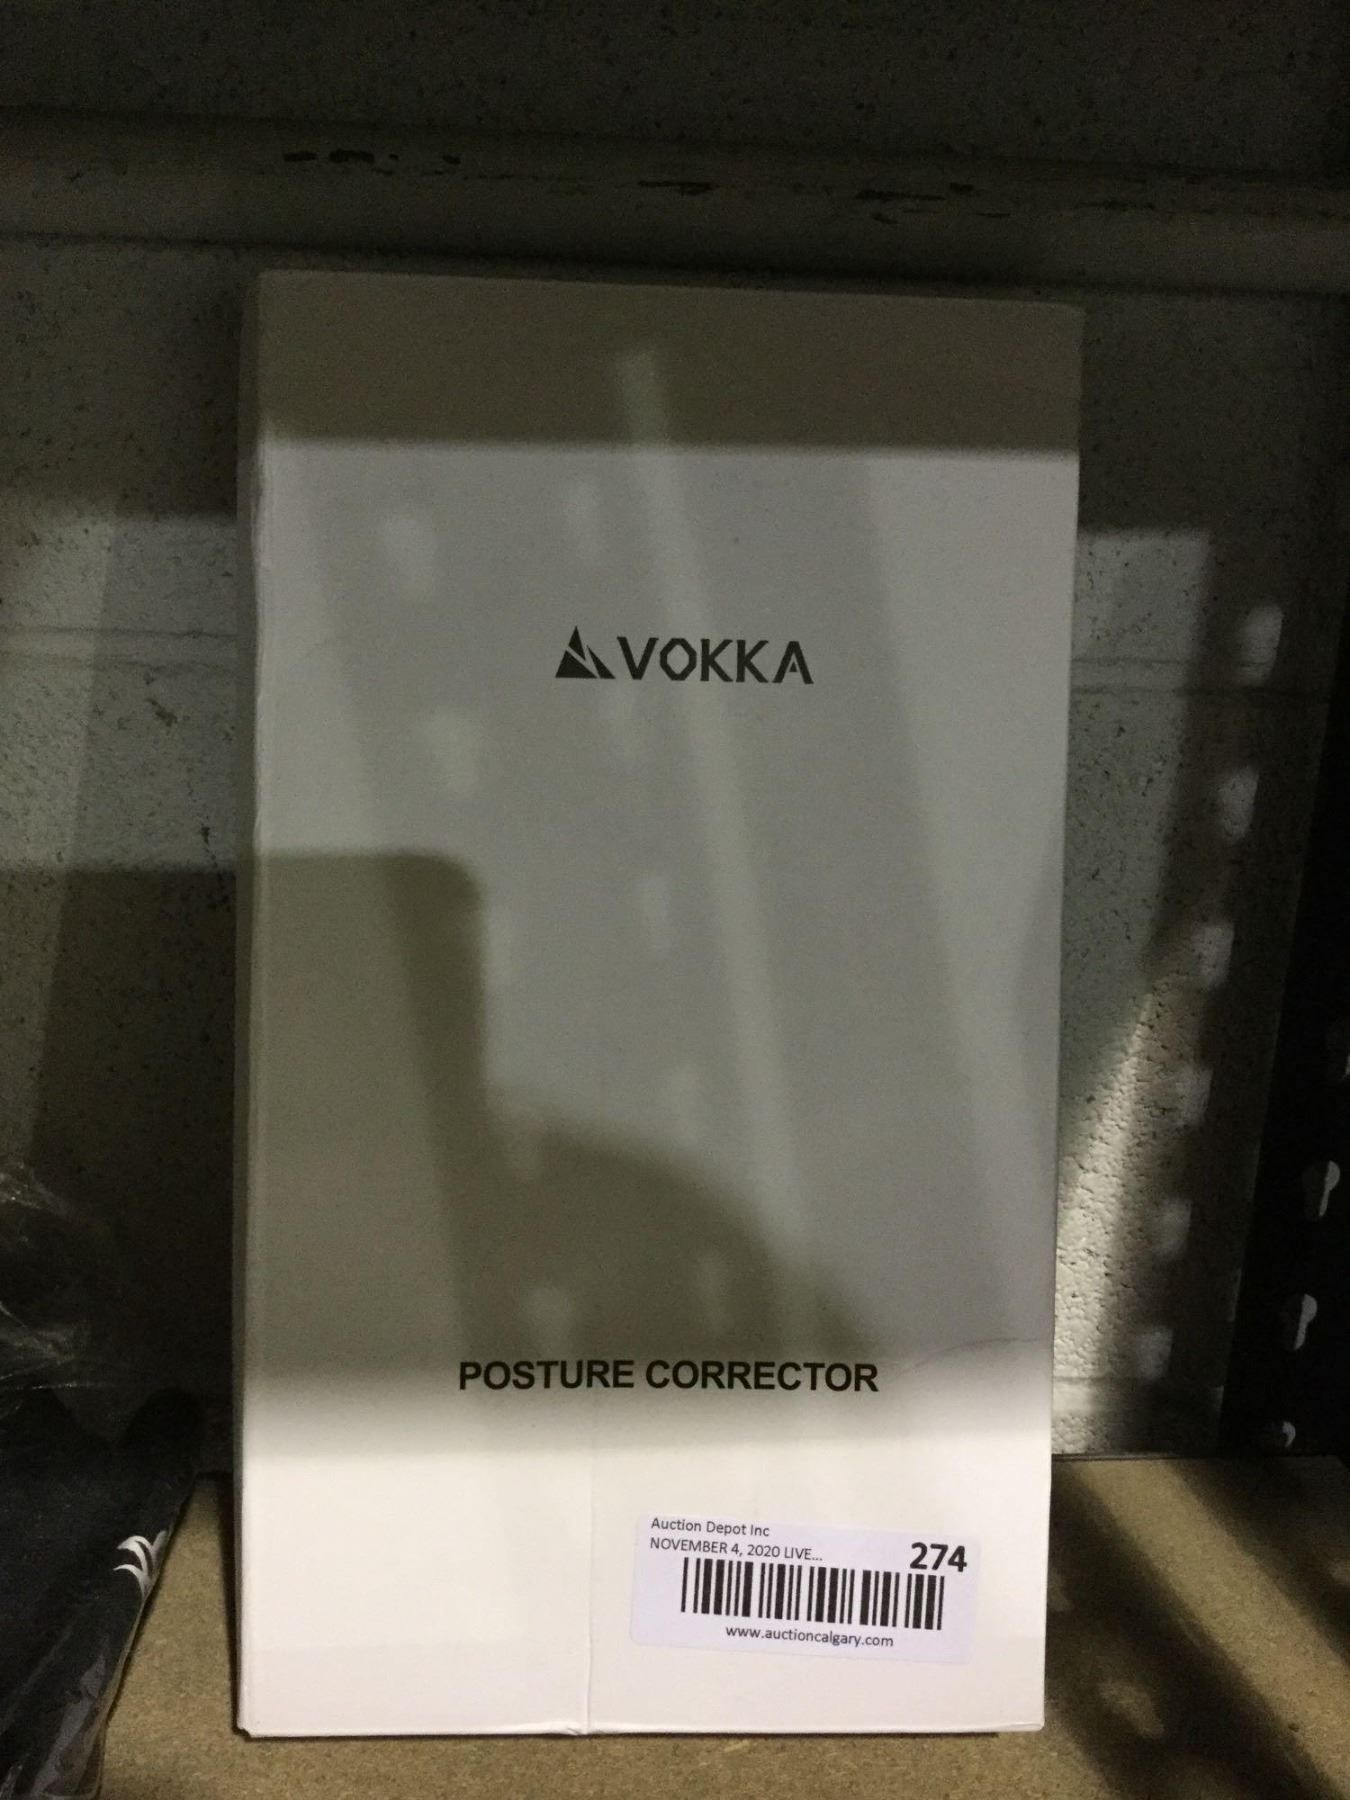 VOKKA
POSTURE CORRECTOR
Auction Depot Inc
NOVEMBER 4, 2020 LIVE...
274
www.auctioncalgary.com